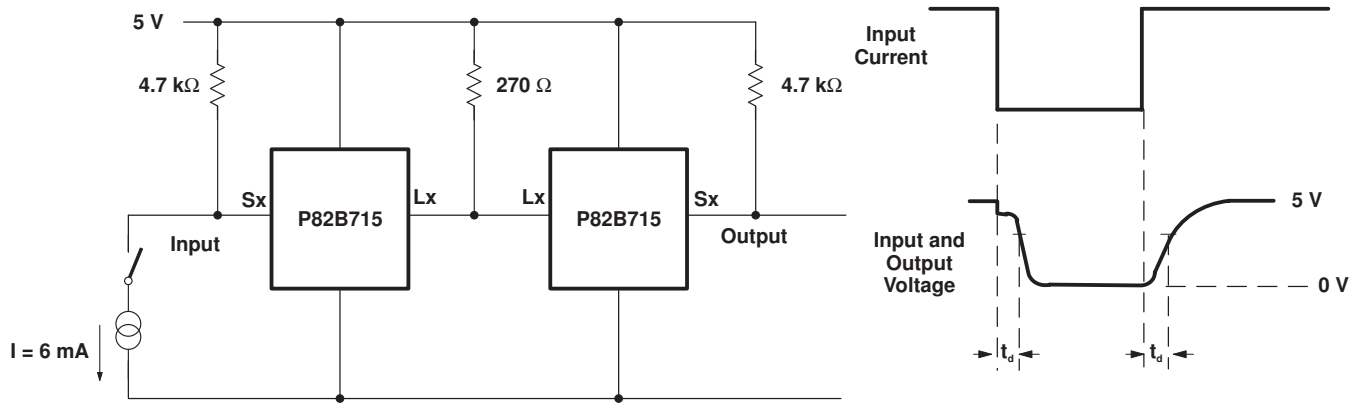 5 V
4.7 kΩ
270 Ω
4.7 kΩ
Sx
P82B715
Lx
Lx
P82B715
Sx
Input
Output
I = 6 mA
Input
Current
Input and
Output
Voltage
5 V
0 V
td
td